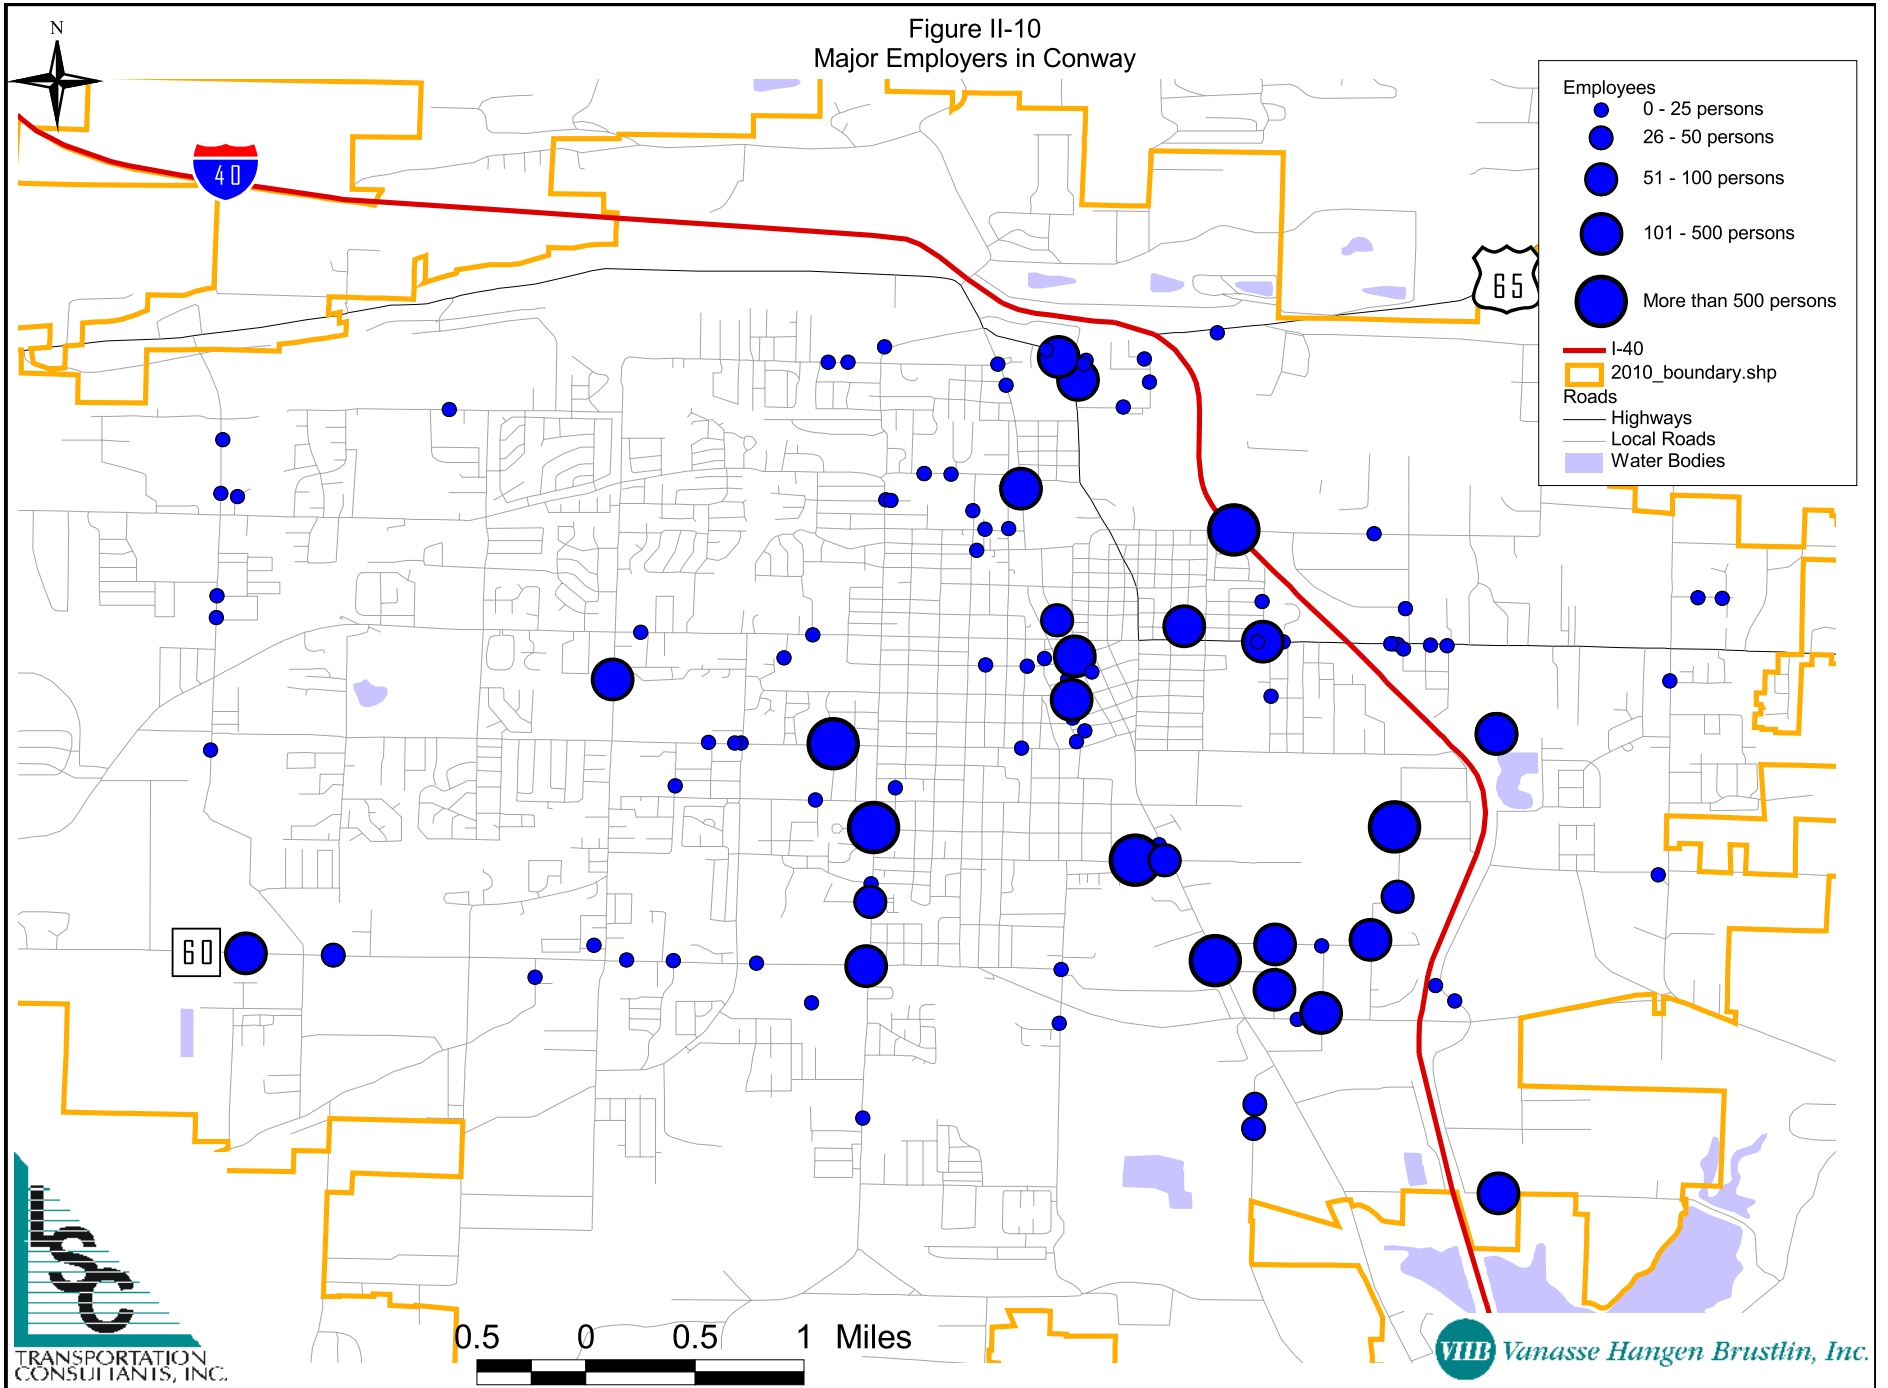 Figure II-10
Major Employers in Conway
N
Employees
0 - 25 persons
26 - 50 persons
51 - 100 persons
101 - 500 persons
More than 500 persons
I-40
2010_boundary.shp
Roads
Highways
Local Roads
Water Bodies
40
65
60
LSC
TRANSPORTATION
CONSULTANTS, INC.
0.5 0 0.5 1 Miles
VHB Vanasse Hangen Brustlin, Inc.